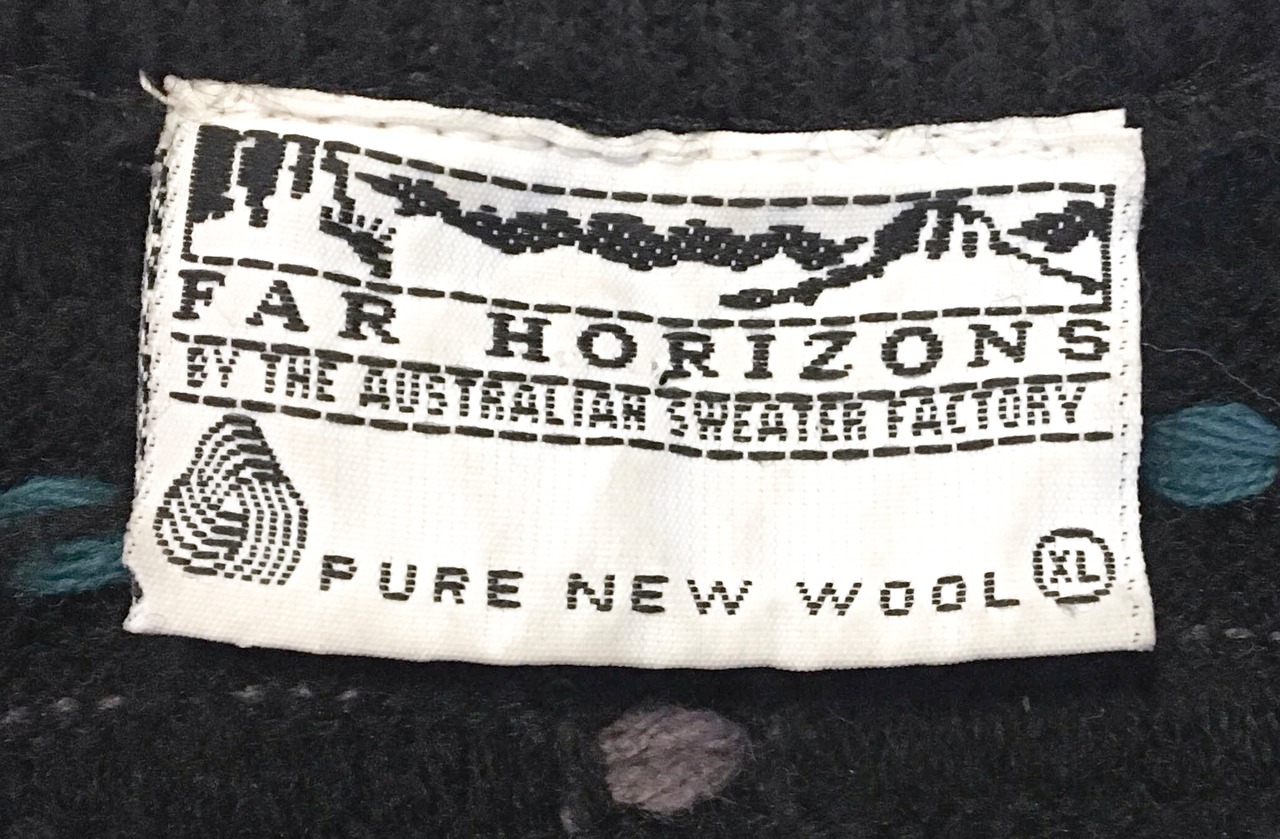 FAR HORIZONS
BY THE AUSTRALIAN SWEATER FACTORY
PURE NEW WOOL XL